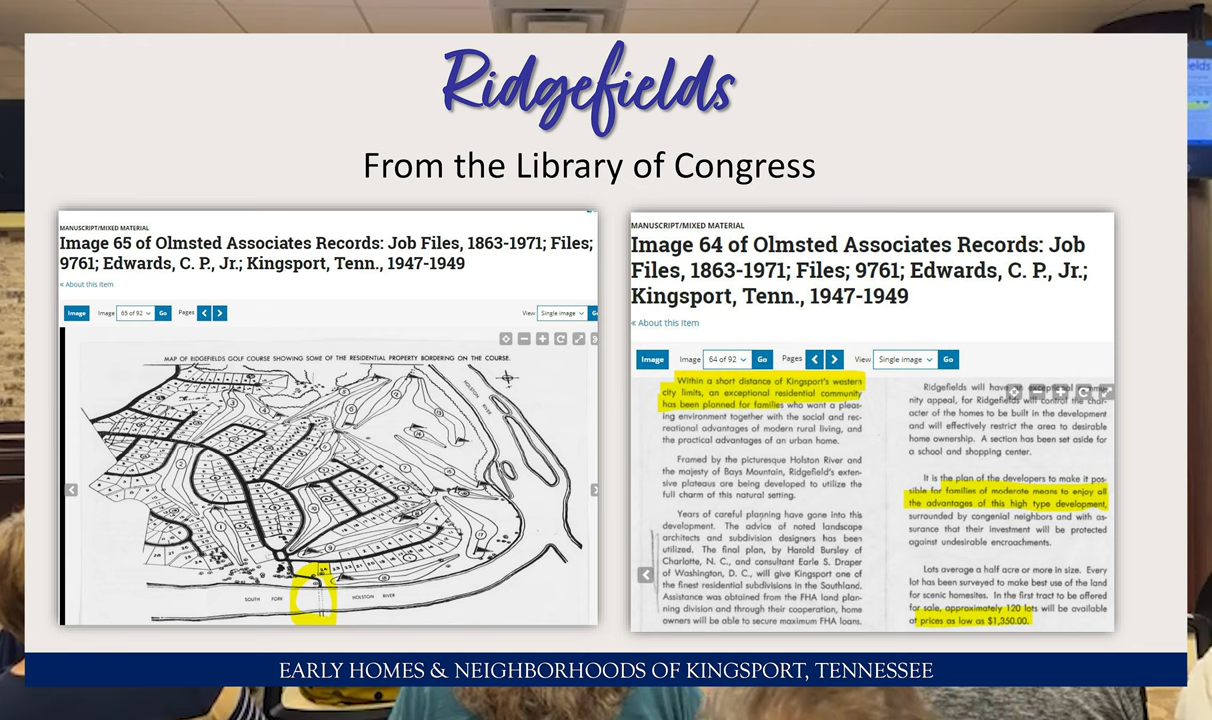 Ridgefields
From the Library of Congress
MANUSCRIPT/MIXED MATERIAL
Image 65 of Olmsted Associates Records: Job Files, 1863-1971; Files;
9761; Edwards, C. P., Jr.; Kingsport, Tenn., 1947-1949
« About this Item
Image Image 65 of 92 Go Pages View Single image
MAP OF RIDGEFIELDS GOLF COURSE SHOWING SOME OF THE RESIDENTIAL PROPERTY BORDERING ON THE COURSE.
HOLSTON RIVER
SOUTH FORK HOLSTON RIVER
MANUSCRIPT/MIXED MATERIAL
Image 64 of Olmsted Associates Records: Job
Files, 1863-1971; Files; 9761; Edwards, C. P., Jr.;
Kingsport, Tenn., 1947-1949
« About this Item
Image Image 64 of 92 Go Pages View Single image Go
Within a short distance of Kingsport's western
city limits, an exceptional residential community
has been planned for families who want a pleas-
ing environment together with the social and rec-
reational advantages of modern rural living, and
the practical advantages of an urban home.
Framed by the picturesque Holston River and
the majesty of Bays Mountain, Ridgefield's exten-
sive plateaus are being developed to utilize the
full charm of this natural setting.
Years of careful planning have gone into this
development. The advice of noted landscape
architects and subdivision designers has been
utilized. The final plan, by Harold Bursley of
Charlotte, N. C., and consultant Earle S. Draper
of Washington, D. C., will give Kingsport one of
the finest residential subdivisions in the Southland.
Assistance was obtained from the FHA land plan-
ning division and through their cooperation, home
owners will be able to secure maximum FHA loans.
Ridgefields will have exceptional
nity appeal, for Ridgefields will control the char-
acter of the homes to be built in the development
and will effectively restrict the area to desirable
home ownership. A section has been set aside for
a school and shopping center.
It is the plan of the developers to make it pos-
sible for families of moderate means to enjoy all
the advantages of this high type development,
surrounded by congenial neighbors and with as-
surance that their investment will be protected
against undesirable encroachments.
Lots average a half acre or more in size. Every
lot has been surveyed to make best use of the land
for scenic homesites. In the first tract to be offered
for sale, approximately 120 lots will be available
at prices as low as $1,350.00.
EARLY HOMES & NEIGHBORHOODS OF KINGSPORT, TENNESSEE